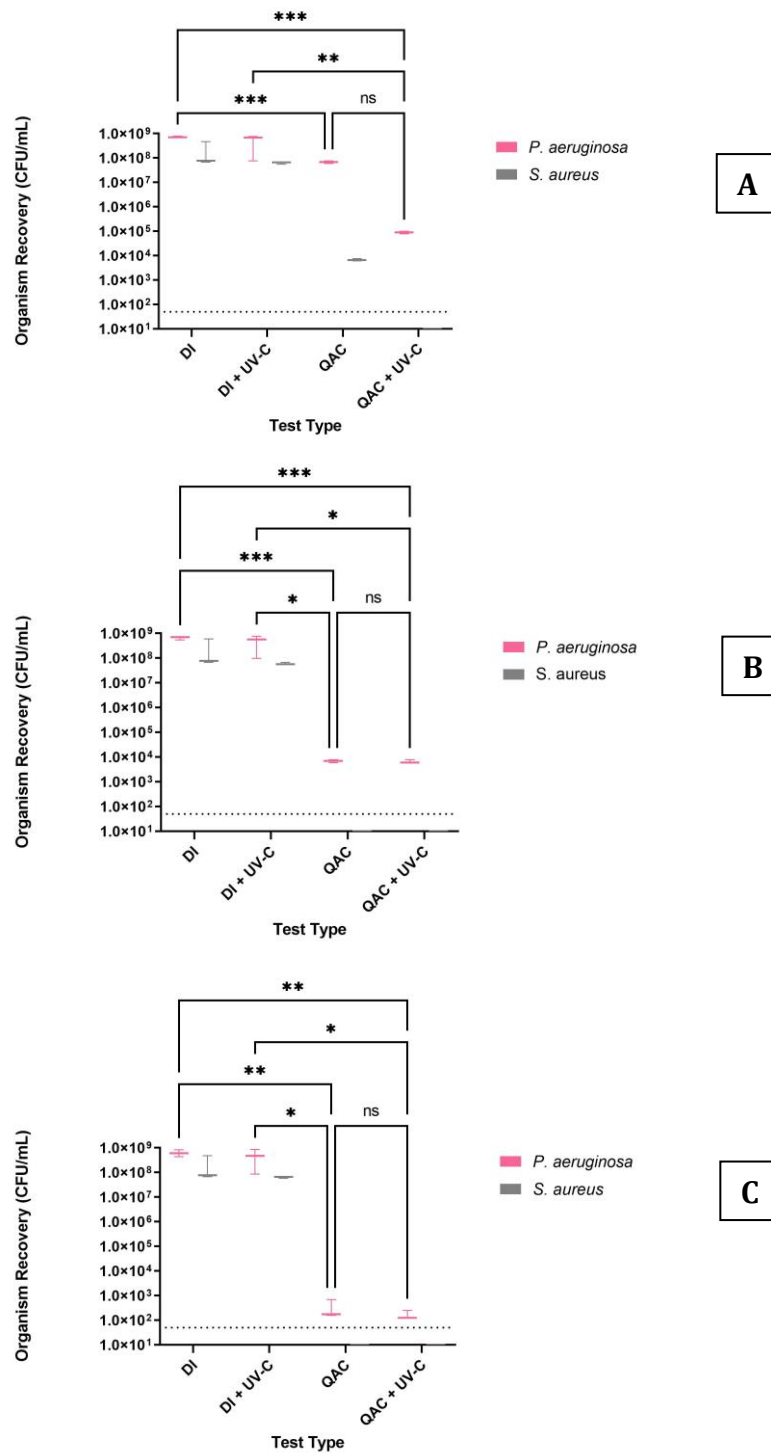 ***
**
***
ns
1.0×10⁹
1.0×10⁸
1.0×10⁷
1.0×10⁶
1.0×10⁵
1.0×10⁴
1.0×10³
1.0×10²
1.0×10¹
Organism Recovery (CFU/mL)
P. aeruginosa
S. aureus
A
DI
DI + UV-C
QAC
QAC + UV-C
Test Type
***
*
***
*
ns
1.0×10⁹
1.0×10⁸
1.0×10⁷
1.0×10⁶
1.0×10⁵
1.0×10⁴
1.0×10³
1.0×10²
1.0×10¹
Organism Recovery (CFU/mL)
P. aeruginosa
S. aureus
B
DI
DI + UV-C
QAC
QAC + UV-C
Test Type
**
*
**
*
ns
1.0×10⁹
1.0×10⁸
1.0×10⁷
1.0×10⁶
1.0×10⁵
1.0×10⁴
1.0×10³
1.0×10²
1.0×10¹
Organism Recovery (CFU/mL)
P. aeruginosa
S. aureus
C
DI
DI + UV-C
QAC
QAC + UV-C
Test Type